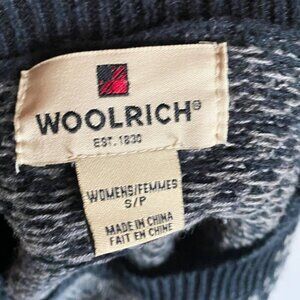 WOOLRICH®
EST. 1830
WOMENS/FEMMES
S/P
MADE IN CHINA
FAIT EN CHINE